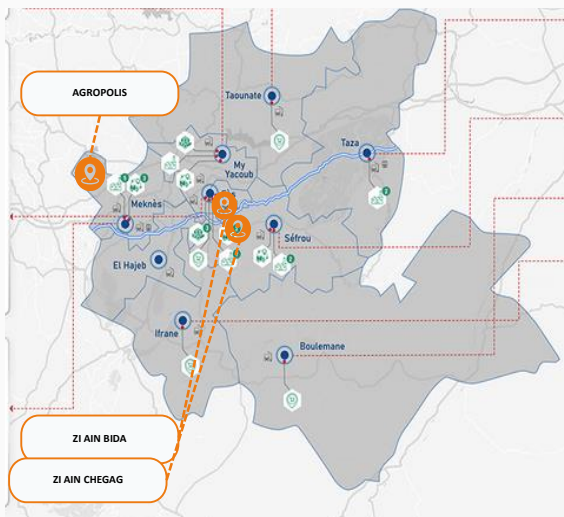 AGROPOLIS
Taounate
Taza
My
Yacoub
Meknès
Séfrou
El Hajeb
Ifrane
Boulemane
ZI AIN BIDA
ZI AIN CHEGAG